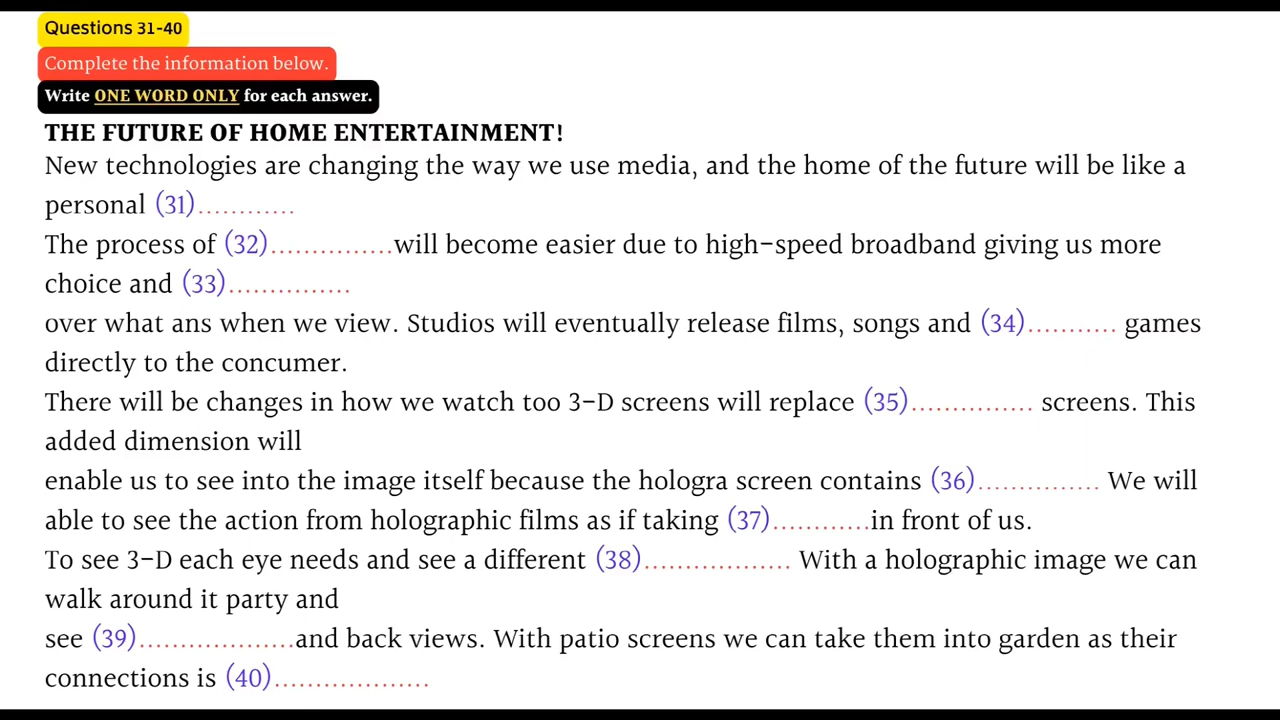 Questions 31-40
Complete the information below.
Write ONE WORD ONLY for each answer.
THE FUTURE OF HOME ENTERTAINMENT!
New technologies are changing the way we use media, and the home of the future will be like a
personal (31)............
The process of (32)...............will become easier due to high-speed broadband giving us more
choice and (33)...............
over what ans when we view. Studios will eventually release films, songs and (34)........... games
directly to the concumer.
There will be changes in how we watch too 3-D screens will replace (35)............... screens. This
added dimension will
enable us to see into the image itself because the hologra screen contains (36)............... We will
able to see the action from holographic films as if taking (37)............in front of us.
To see 3-D each eye needs and see a different (38).................. With a holographic image we can
walk around it party and
see (39)...................and back views. With patio screens we can take them into garden as their
connections is (40)...................